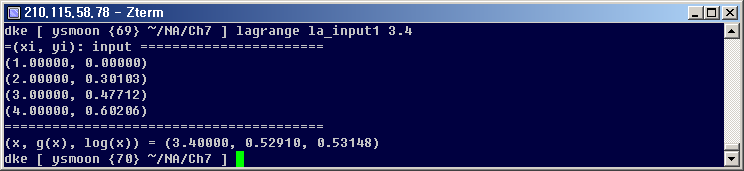 210.115.58.78 - Zterm
dke [ ysmoon {69} ~/NA/Ch7 ] lagrange la_input1 3.4
=(xi, yi): input =======================
(1.00000, 0.00000)
(2.00000, 0.30103)
(3.00000, 0.47712)
(4.00000, 0.60206)
========================================
(x, g(x), log(x)) = (3.40000, 0.52910, 0.53148)
dke [ ysmoon {70} ~/NA/Ch7 ]